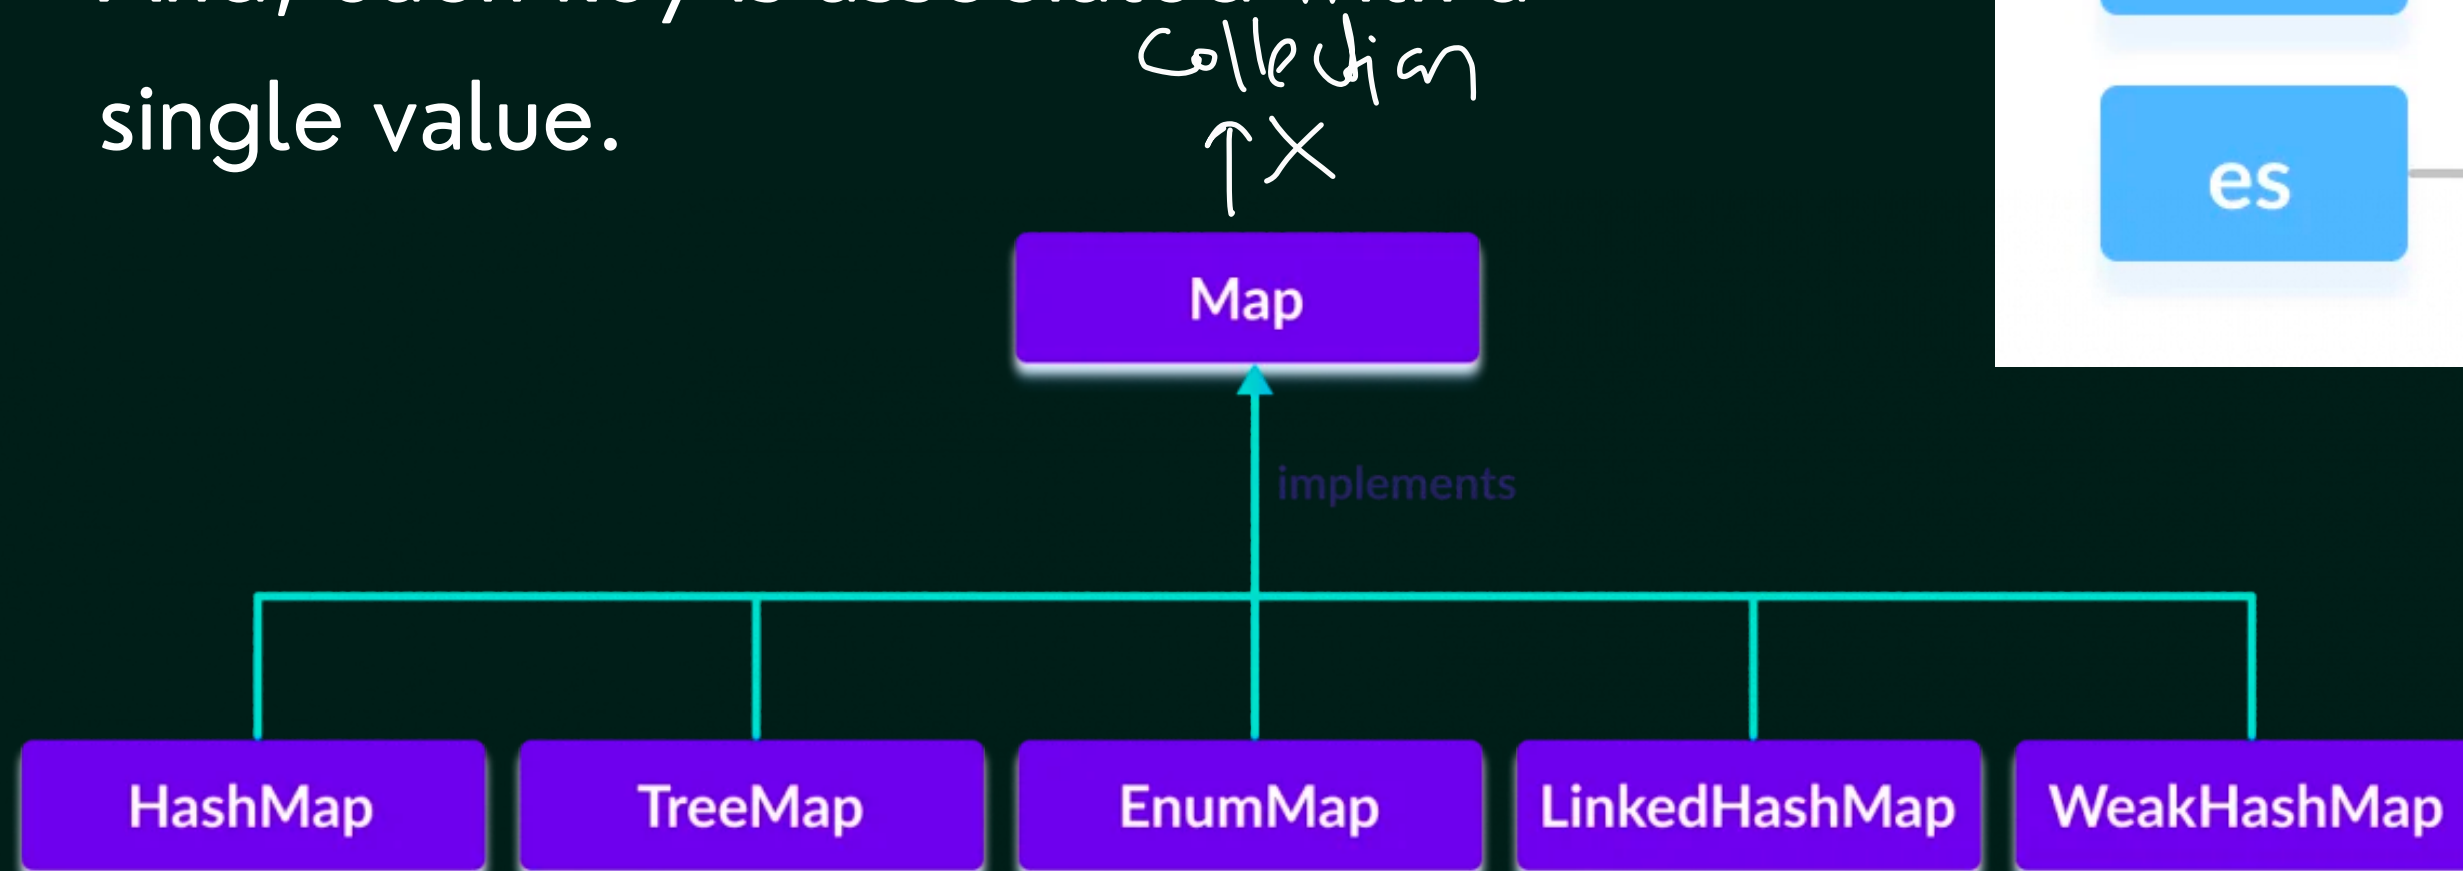 single value.
Collection
↑ X
es
Map
implements
HashMap TreeMap EnumMap LinkedHashMap WeakHashMap